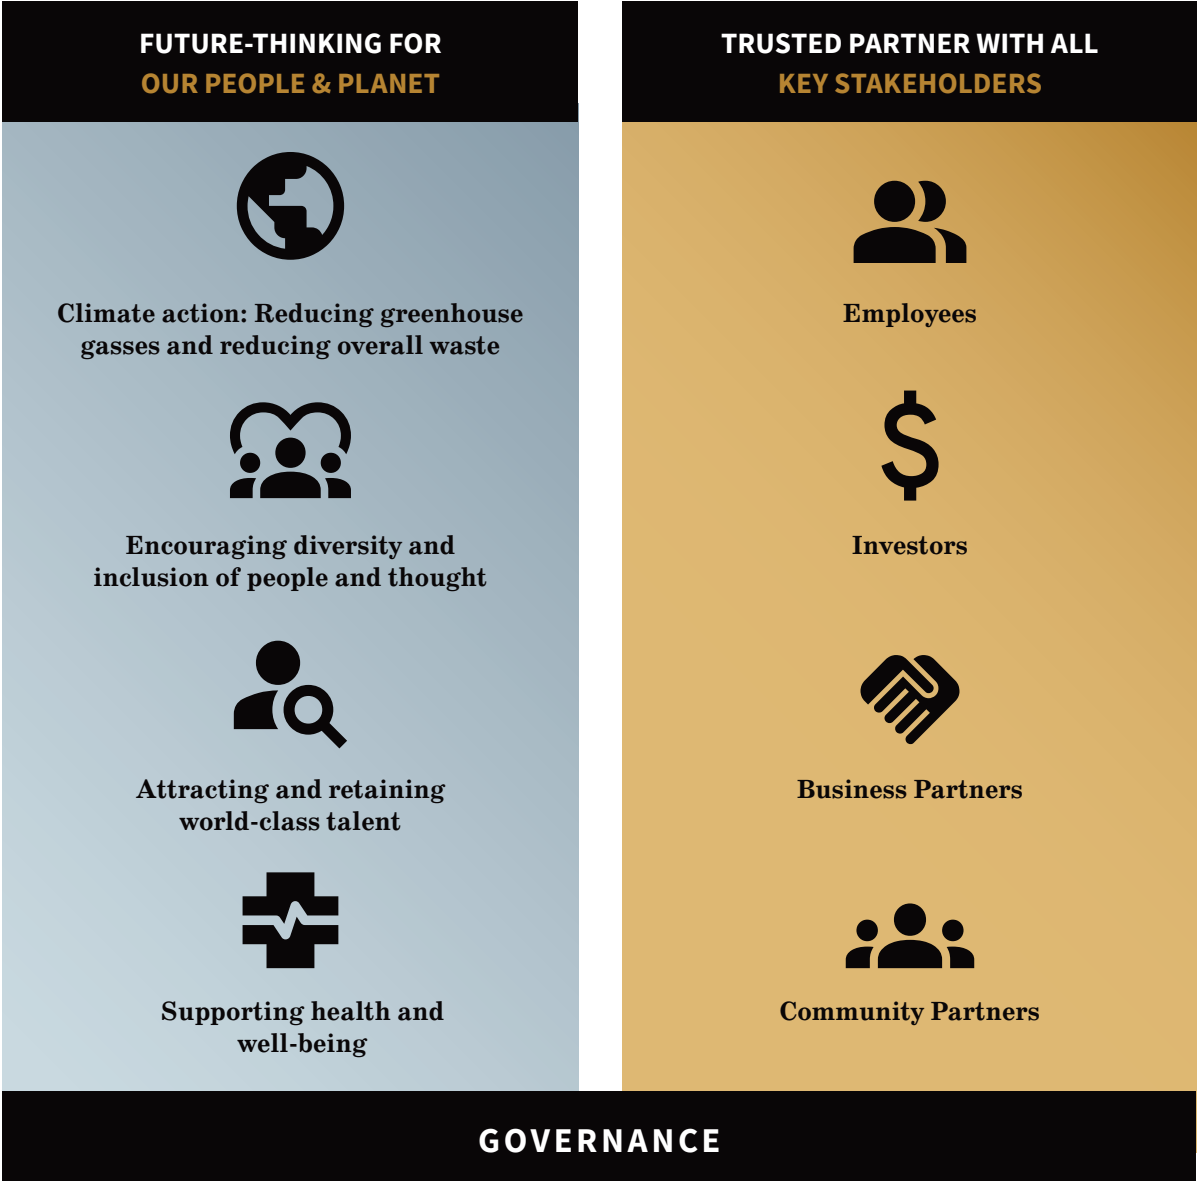 FUTURE-THINKING FOR
OUR PEOPLE & PLANET
Climate action: Reducing greenhouse
gasses and reducing overall waste
Encouraging diversity and
inclusion of people and thought
Attracting and retaining
world-class talent
Supporting health and
well-being
TRUSTED PARTNER WITH ALL
KEY STAKEHOLDERS
Employees
Investors
Business Partners
Community Partners
GOVERNANCE